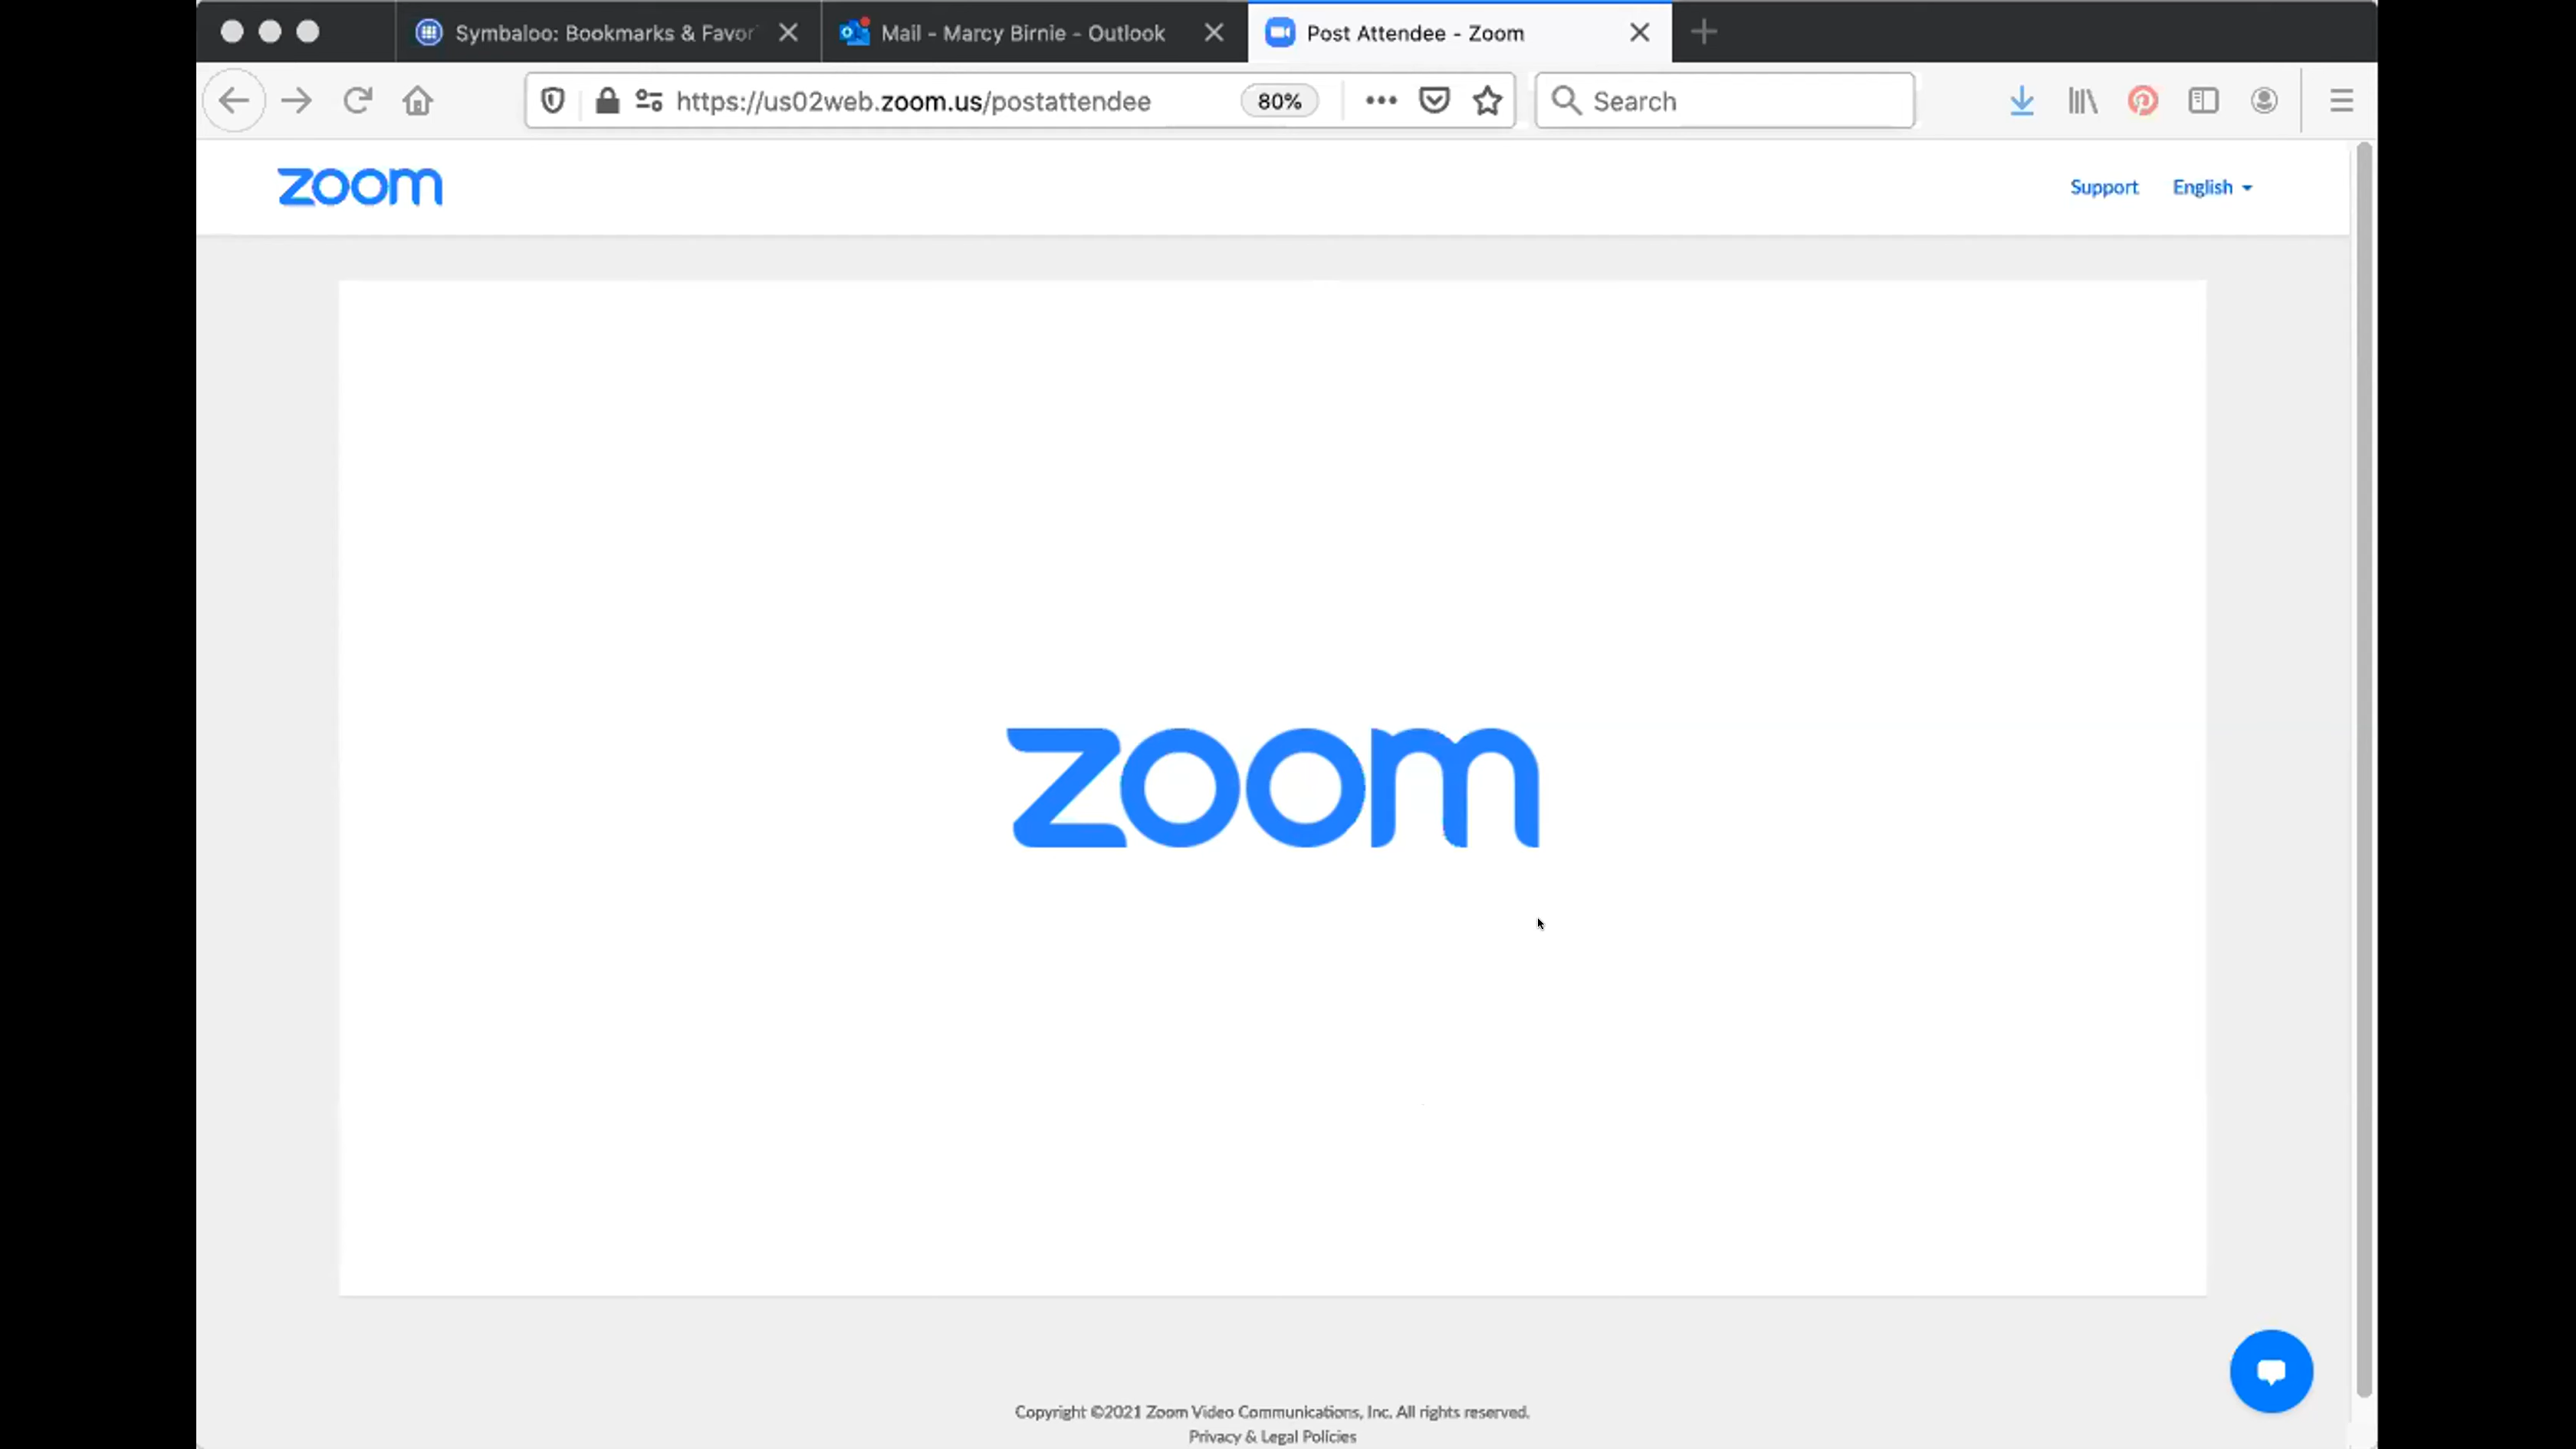 Symbaloo: Bookmarks & Favor
Mail - Marcy Birnie - Outlook
Post Attendee - Zoom
https://us02web.zoom.us/postattendee
80%
Search
zoom
Support
English
zoom
Copyright ©2021 Zoom Video Communications, Inc. All rights reserved.
Privacy & Legal Policies